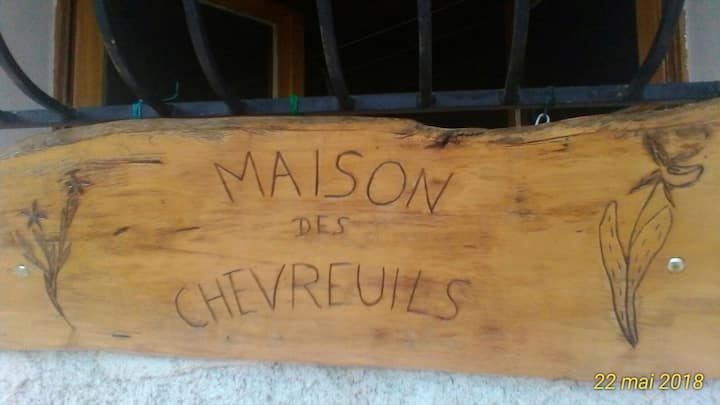 MAISON
DES
CHEVREUILS
22 mai 2018